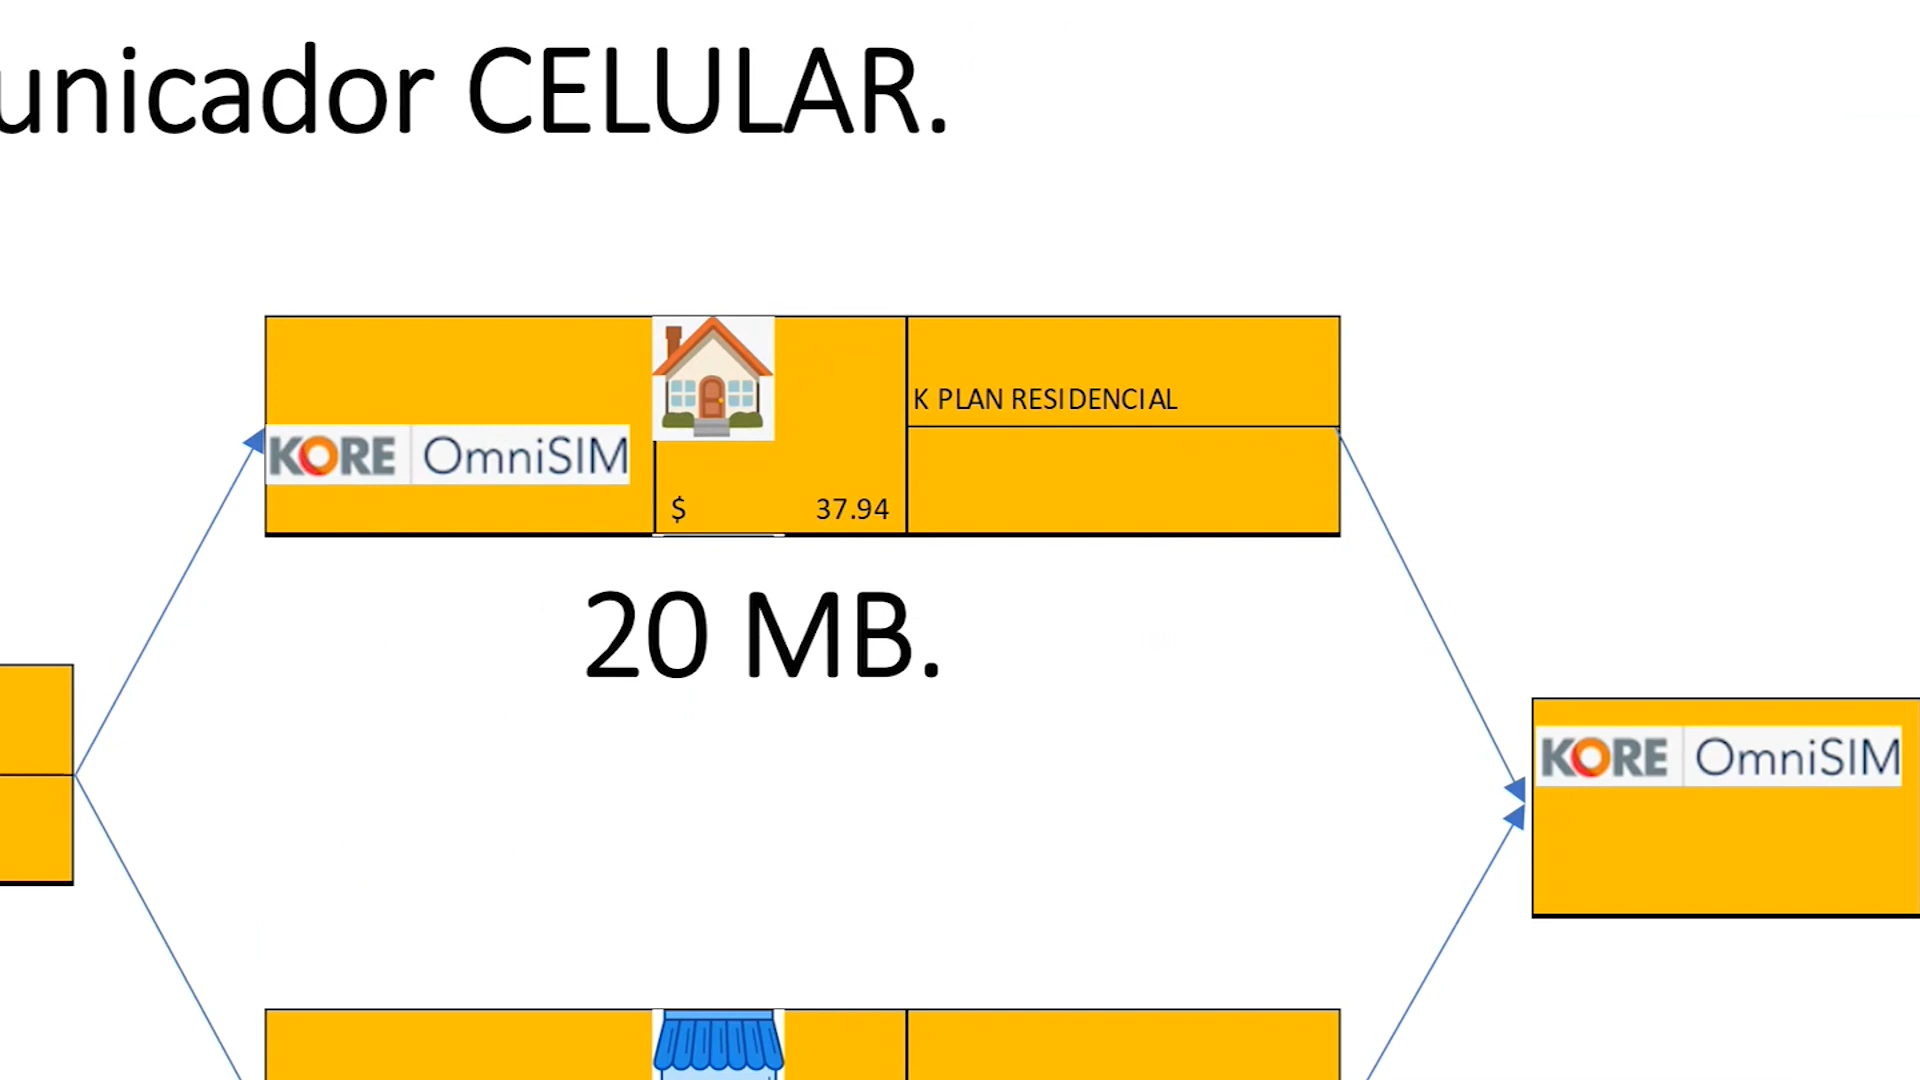 unicador CELULAR.
K PLAN RESIDENCIAL
KORE OmniSIM
$ 37.94
20 MB.
KORE OmniSIM